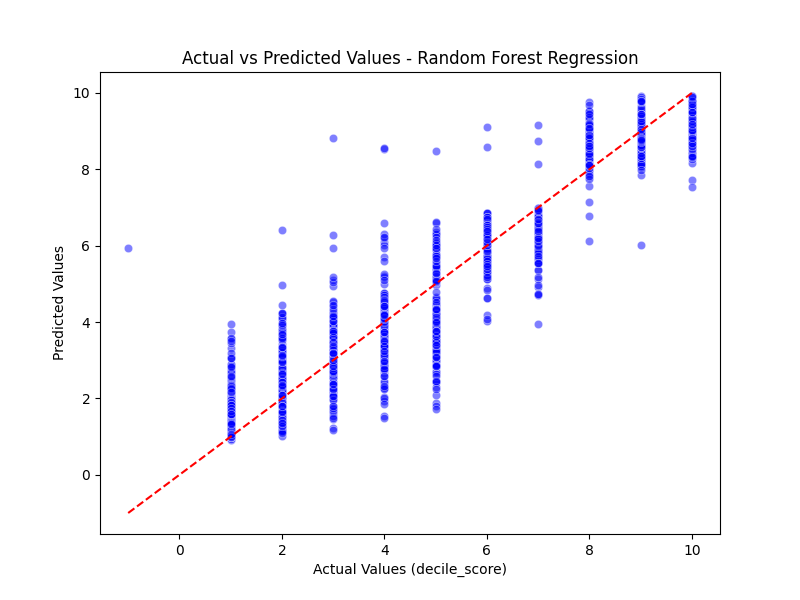 Actual vs Predicted Values - Random Forest Regression
Predicted Values
10
8
6
4
2
0
0 2 4 6 8 10
Actual Values (decile_score)